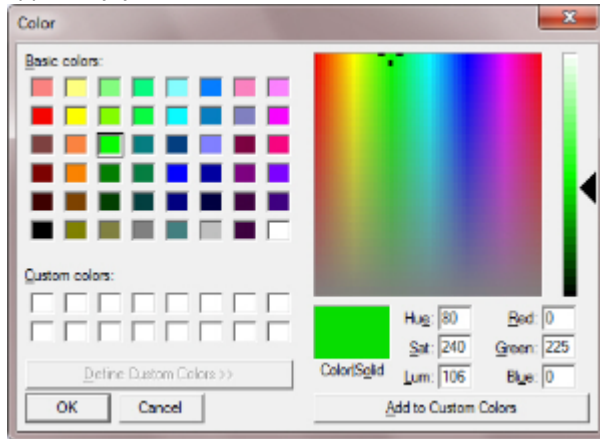 Color
Basic colors:
Custom colors:
Define Custom Colors >>
OK Cancel
Color|Solid
Hue: 80 Red: 0
Sat: 240 Green: 225
Lum: 106 Blue: 0
Add to Custom Colors